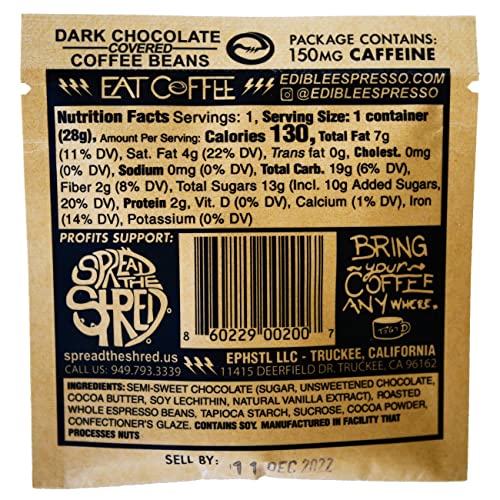 DARK CHOCOLATE
COVERED
COFFEE BEANS
PACKAGE CONTAINS:
150MG CAFFEINE
EAT COFFEE
EDIBLEESPRESSO.COM
@EDIBLEESPRESSO
Nutrition Facts Servings: 1, Serving Size: 1 container
(28g), Amount Per Serving: Calories 130, Total Fat 7g
(11% DV), Sat. Fat 4g (22% DV), Trans fat 0g, Cholest. 0mg
(0% DV), Sodium 0mg (0% DV), Total Carb. 19g (6% DV),
Fiber 2g (8% DV), Total Sugars 13g (Incl. 10g Added Sugars,
20% DV), Protein 2g, Vit. D (0% DV), Calcium (1% DV), Iron
(14% DV), Potassium (0% DV)
PROFITS SUPPORT:
SPREAD
THE
SHRED
spreadtheshred.us
CALL US: 949.793.3339
8 60229 00200 7
BRING
your
COFFEE
ANYWHERE.
TOGO
EPHSTL LLC - TRUCKEE, CALIFORNIA
11415 DEERFIELD DR. TRUCKEE, CA 96162
INGREDIENTS: SEMI-SWEET CHOCOLATE (SUGAR, UNSWEETENED CHOCOLATE,
COCOA BUTTER, SOY LECHITHIN, NATURAL VANILLA EXTRACT), ROASTED
WHOLE ESPRESSO BEANS, TAPIOCA STARCH, SUCROSE, COCOA POWDER,
CONFECTIONER'S GLAZE. CONTAINS SOY. MANUFACTURED IN FACILITY THAT
PROCESSES NUTS
SELL BY: 11 DEC 2022